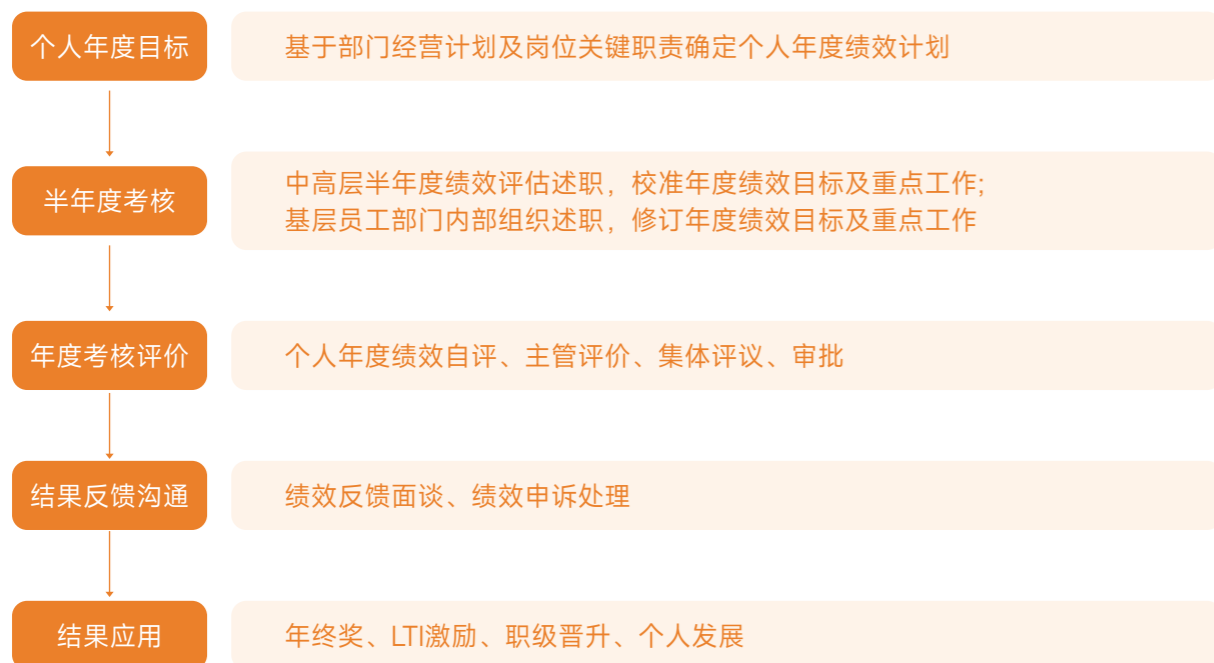 个人年度目标
基于部门经营计划及岗位关键职责确定个人年度绩效计划
半年度考核
中高层半年度绩效评估述职，校准年度绩效目标及重点工作;
基层员工部门内部组织述职，修订年度绩效目标及重点工作
年度考核评价
个人年度绩效自评、主管评价、集体评议、审批
结果反馈沟通
绩效反馈面谈、绩效申诉处理
结果应用
年终奖、LTI激励、职级晋升、个人发展